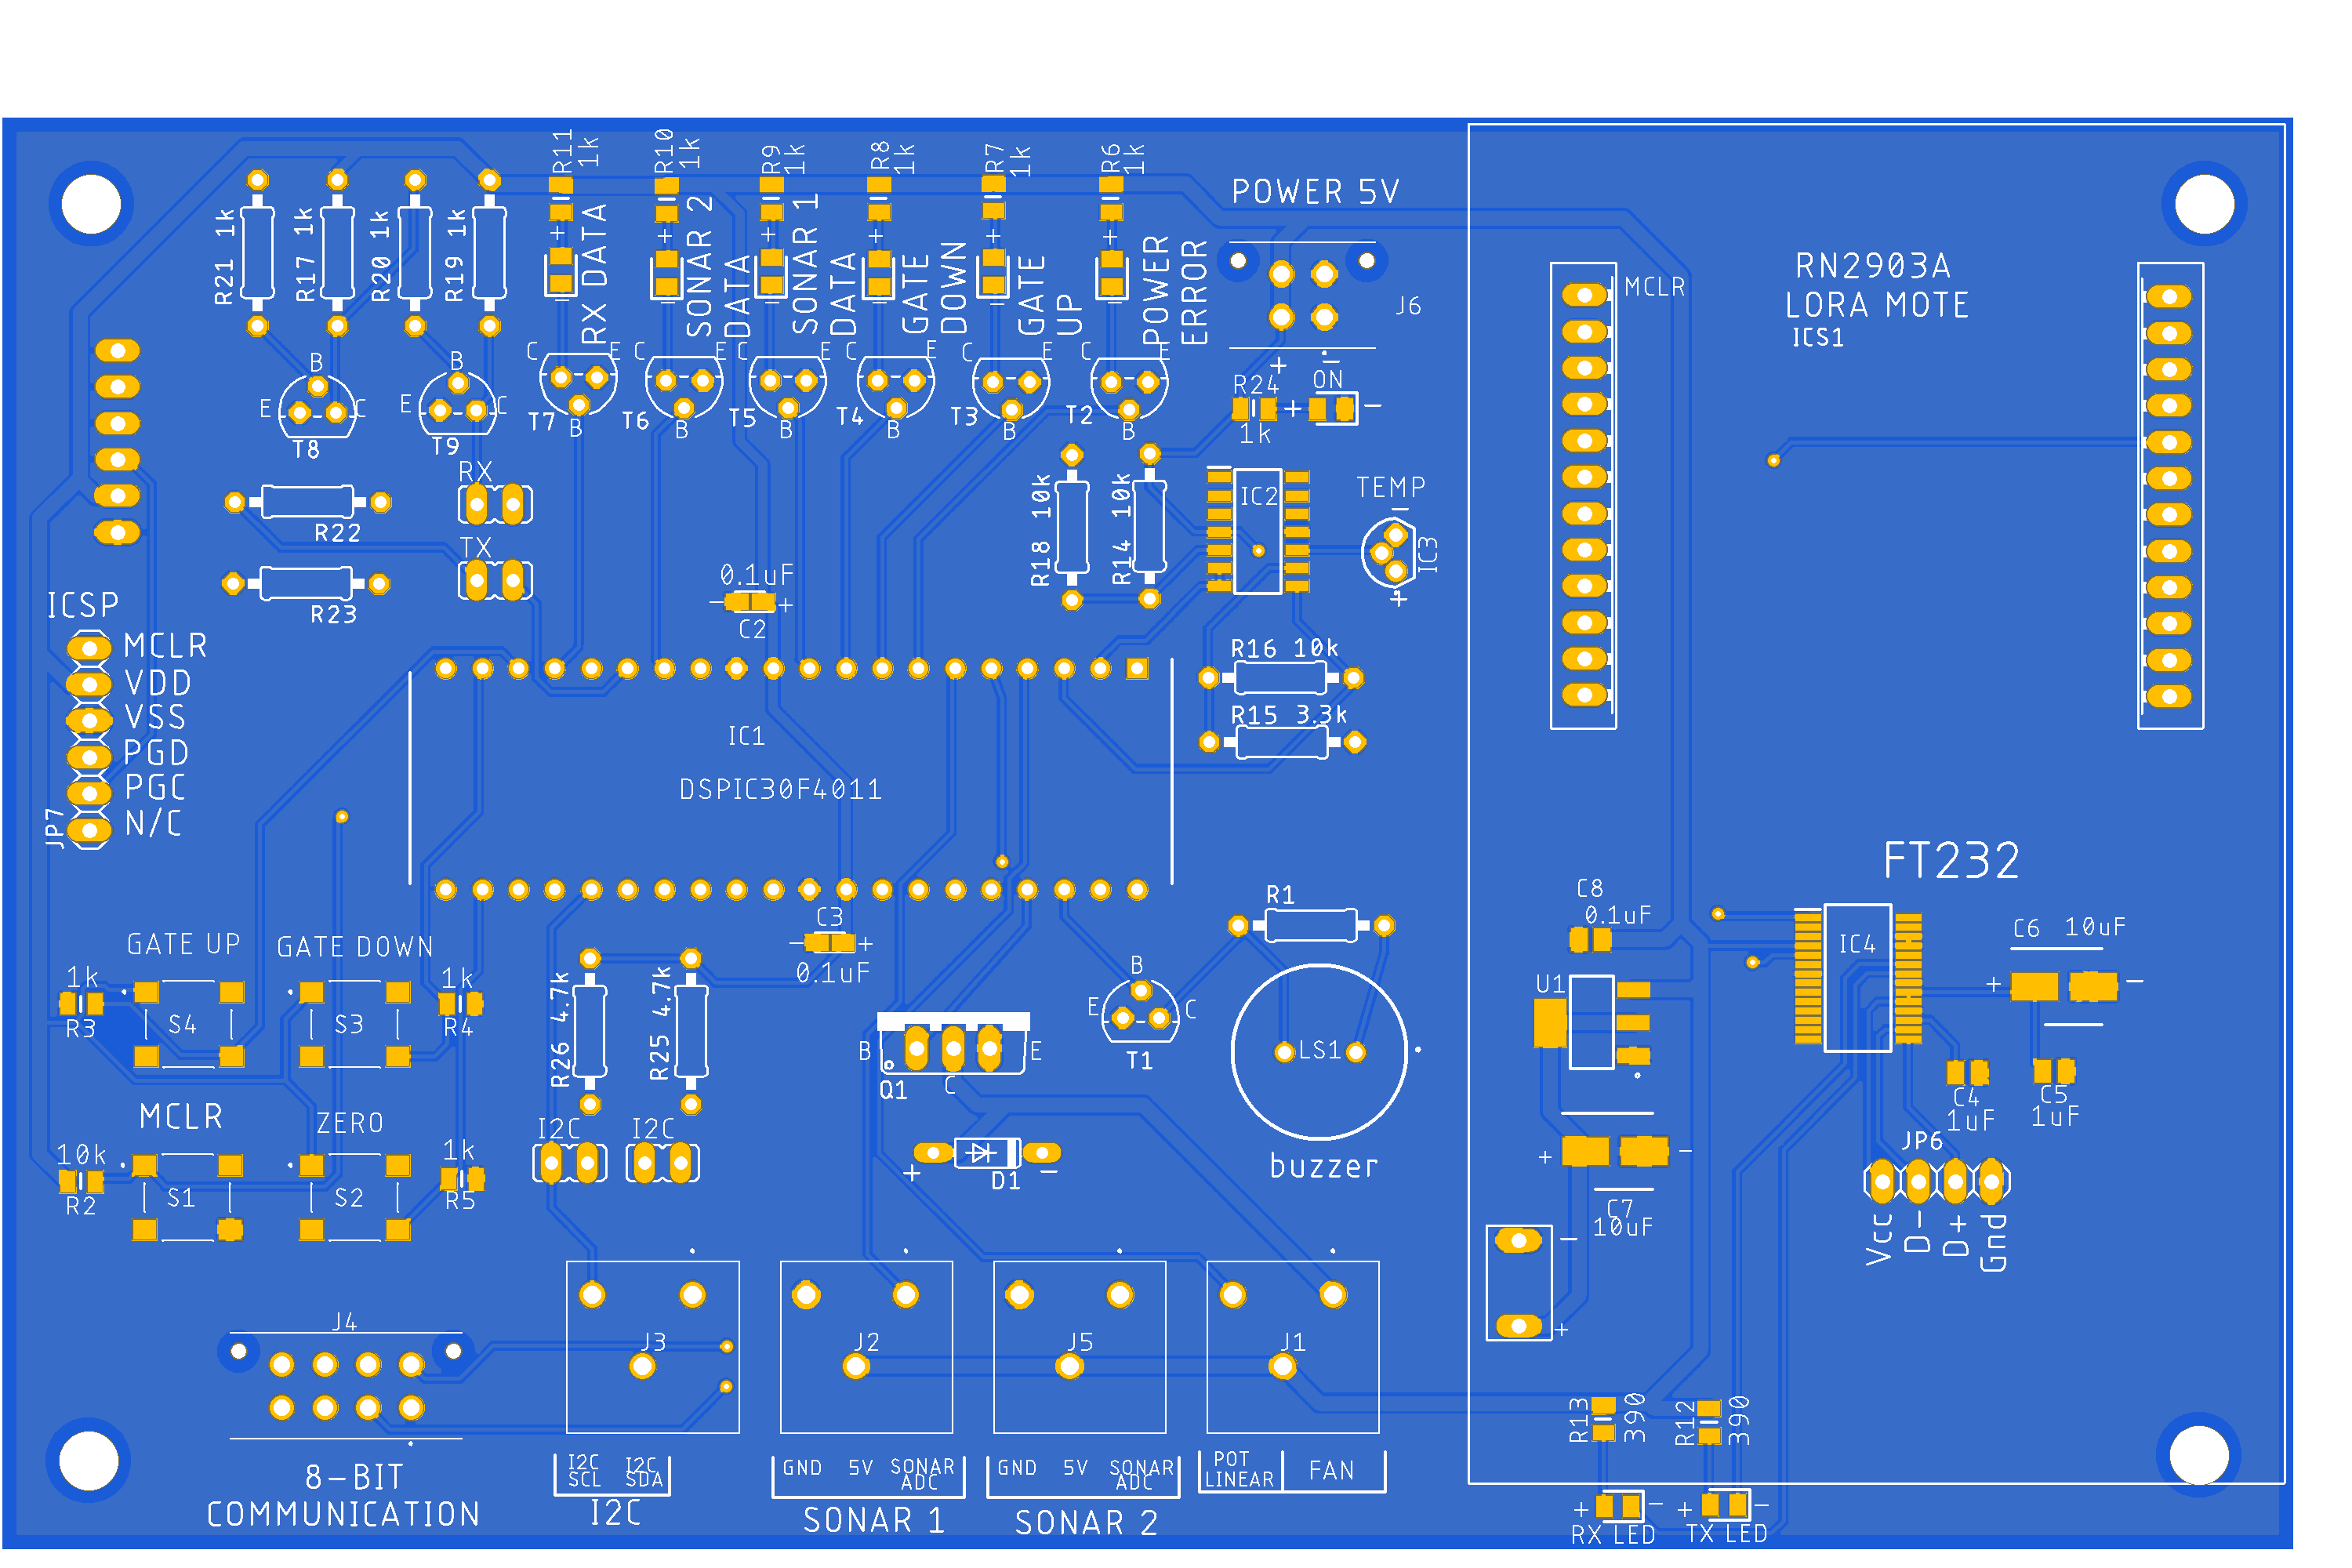 R11 1k
R10 1k
R9 1k
R8 1k
R7 1k
R6 1k
POWER 5V
R21 1k
R17 1k
R20 1k
R19 1k
+
+
+
+
+
+
RX DATA
SONAR 2
DATA
SONAR 1
DATA
GATE
DOWN
GATE
UP
POWER
ERROR
J6
MCLR
RN2903A
LORA MOTE
ICS1
B
E C
T8
B
E C
T9
C E
T7 B
C E
T6 B
C E
T5 B
C E
T4 B
C E
T3 B
C E
T2 B
+ -
R24 ON
+ -
1k
RX
R22
TX
R23
R18 10k
R14 10k
IC2
TEMP
-
IC3
+
0.1uF
- +
C2
ICSP
MCLR
VDD
VSS
PGD
PGC
N/C
JP7
R16 10k
R15 3.3k
IC1
DSPIC30F4011
FT232
C8
0.1uF
IC4
C6 10uF
+ -
R1
C3
- +
0.1uF
GATE UP
GATE DOWN
1k
R3
S4
S3
1k
R4
R26 4.7k
R25 4.7k
B E
Q1 C
B
E C
T1
LS1
buzzer
U1
C4
1uF
C5
1uF
MCLR
ZERO
10k
R2
S1
S2
1k
R5
I2C
I2C
+ -
D1
+ -
C7
10uF
JP6
Vcc
D-
D+
Gnd
-
+
J4
J3
J2
J5
J1
R13 390
R12 390
8-BIT
COMMUNICATION
I2C
SCL
I2C
SDA
I2C
GND 5V SONAR
ADC
SONAR 1
GND 5V SONAR
ADC
SONAR 2
POT
LINEAR
FAN
+ -
RX LED
+ -
TX LED